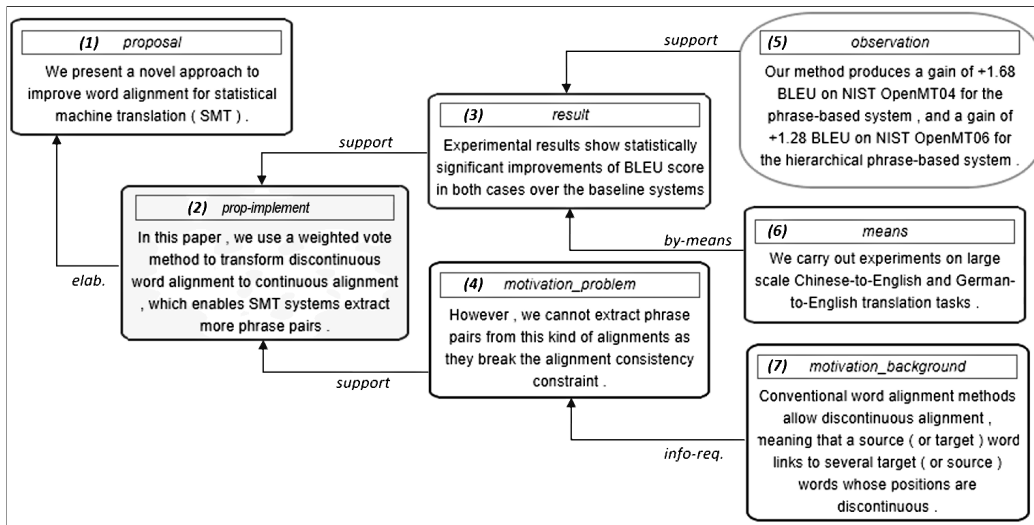 (1) proposal
We present a novel approach to
improve word alignment for statistical
machine translation ( SMT ) .
elab.
(2) prop-implement
In this paper , we use a weighted vote
method to transform discontinuous
word alignment to continuous alignment
, which enables SMT systems extract
more phrase pairs .
support
support
(3) result
Experimental results show statistically
significant improvements of BLEU score
in both cases over the baseline systems
(4) motivation_problem
However , we cannot extract phrase
pairs from this kind of alignments as
they break the alignment consistency
constraint .
support
by-means
info-req.
(5) observation
Our method produces a gain of +1.68
BLEU on NIST OpenMT04 for the
phrase-based system , and a gain of
+1.28 BLEU on NIST OpenMT06 for
the hierarchical phrase-based system .
(6) means
We carry out experiments on large
scale Chinese-to-English and German-
to-English translation tasks .
(7) motivation_background
Conventional word alignment methods
allow discontinuous alignment ,
meaning that a source ( or target ) word
links to several target ( or source )
words whose positions are
discontinuous .